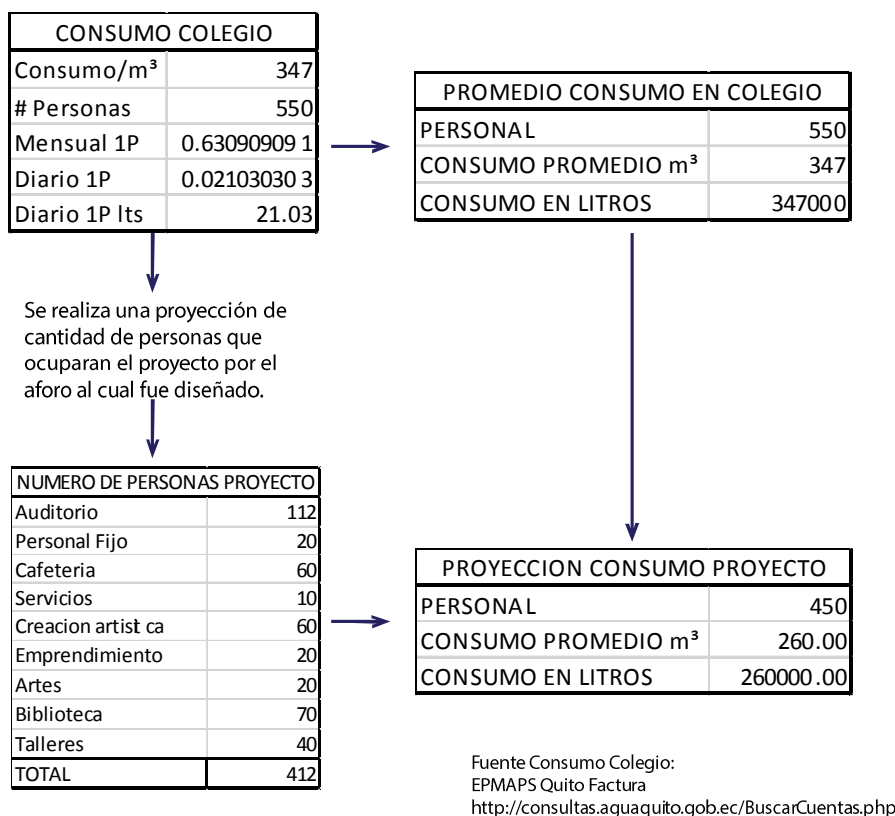 CONSUMO COLEGIO
Consumo/m³ 347
# Personas 550
Mensual 1P 0.63090909 1
Diario 1P 0.02103030 3
Diario 1P lts 21.03
PROMEDIO CONSUMO EN COLEGIO
PERSONAL 550
CONSUMO PROMEDIO m³ 347
CONSUMO EN LITROS 347000
Se realiza una proyección de
cantidad de personas que
ocuparan el proyecto por el
aforo al cual fue diseñado.
NUMERO DE PERSONAS PROYECTO
Auditorio 112
Personal Fijo 20
Cafeteria 60
Servicios 10
Creacion artist ca 60
Emprendimiento 20
Artes 20
Biblioteca 70
Talleres 40
TOTAL 412
PROYECCION CONSUMO PROYECTO
PERSONAL 450
CONSUMO PROMEDIO m³ 260.00
CONSUMO EN LITROS 260000.00
Fuente Consumo Colegio:
EPMAPS Quito Factura
http://consultas.aguaquito.gob.ec/BuscarCuentas.php